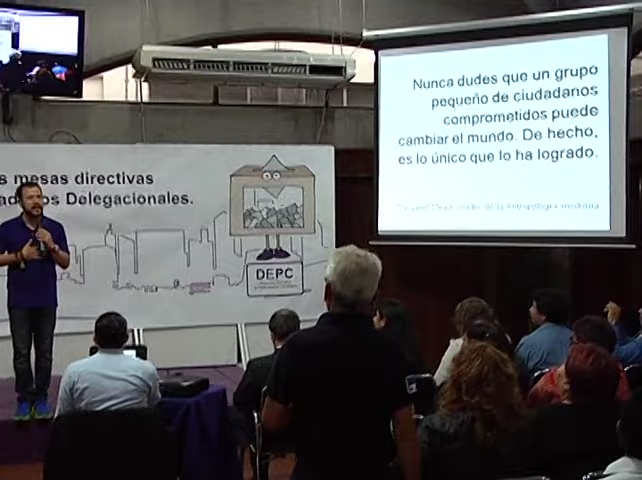 s mesas directivas
os Delegacionales.
DEPC
Nunca dudes que un grupo
pequeño de ciudadanos
comprometidos puede
cambiar el mundo. De hecho,
es lo único que lo ha logrado.